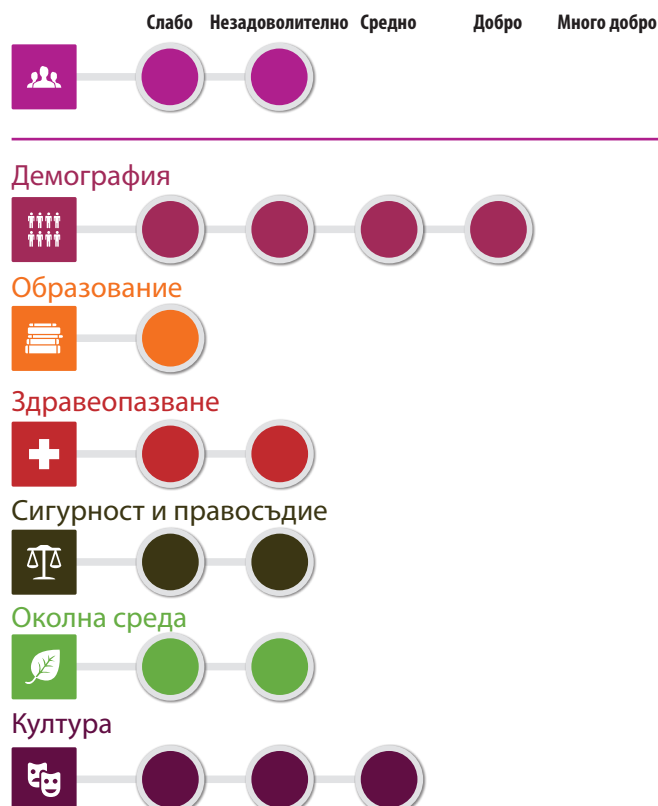 Слабо Незадоволително Средно Добро Много добро
Демография
Образование
Здравеопазване
Сигурност и правосъдие
Околна среда
Култура